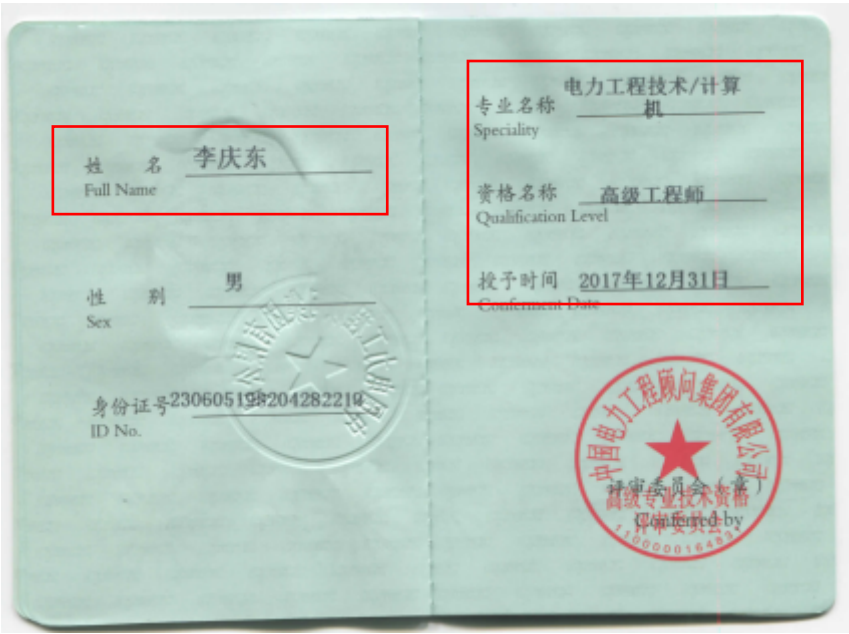 姓 名 李庆东
Full Name
性 别 男
Sex
身份证号230605198204282219
ID No.
专业名称 电力工程技术/计算
机
Speciality
资格名称 高级工程师
Qualification Level
授予时间 2017年12月31日
Conferment Date
中国电力工程顾问集团有限公司
评审委员会(章)
高级专业技术资格
评审委员会
Conferred by